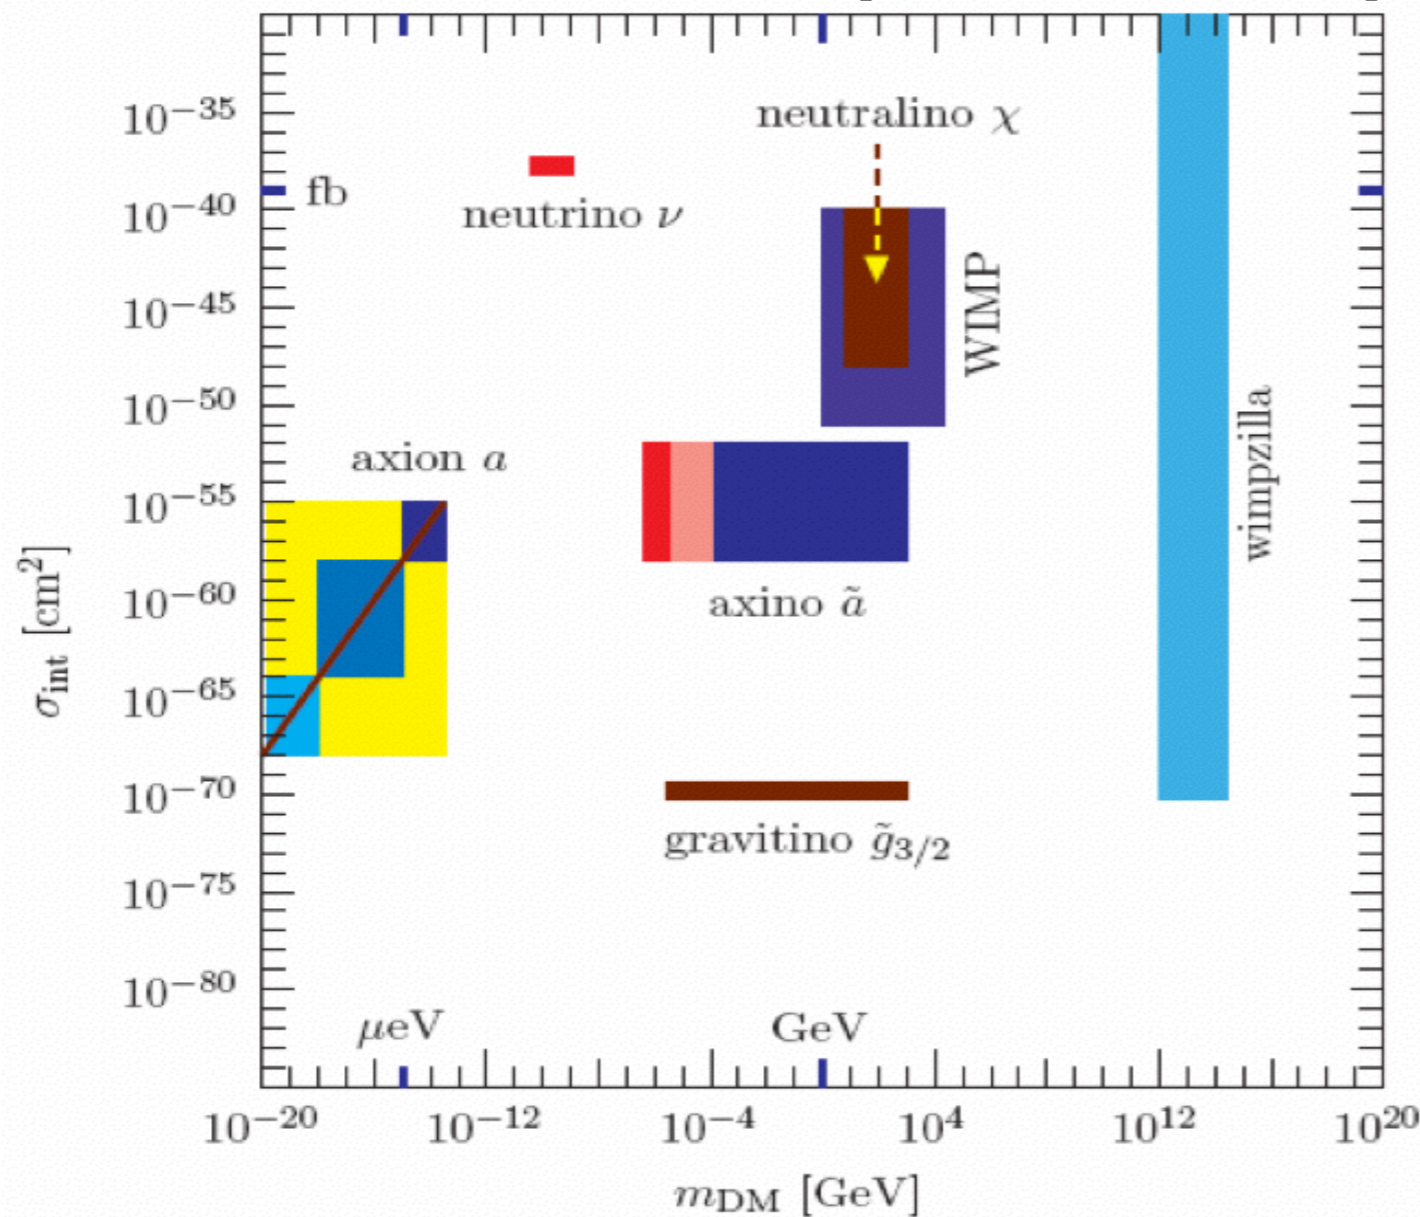 10⁻³⁵
neutralino χ
fb
neutrino ν
10⁻⁴⁰
10⁻⁴⁵
WIMP
10⁻⁵⁰
axion a
wimpzilla
10⁻⁵⁵
σint [cm²]
10⁻⁶⁰
axino ã
10⁻⁶⁵
10⁻⁷⁰
gravitino g̃3/2
10⁻⁷⁵
10⁻⁸⁰
μeV GeV
10⁻²⁰ 10⁻¹² 10⁻⁴ 10⁴ 10¹² 10²⁰
mDM [GeV]